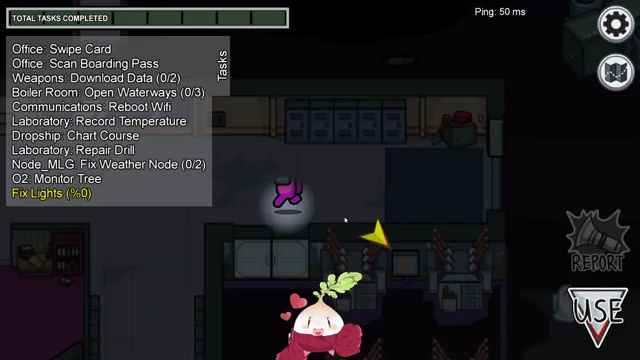 TOTAL TASKS COMPLETED
Ping: 50 ms
Tasks
Office: Swipe Card
Office: Scan Boarding Pass
Weapons: Download Data (0/2)
Boiler Room: Open Waterways (0/3)
Communications: Reboot Wifi
Laboratory: Record Temperature
Dropship: Chart Course
Laboratory: Repair Drill
Node_MLG: Fix Weather Node (0/2)
O2: Monitor Tree
Fix Lights (%0)
REPORT
USE